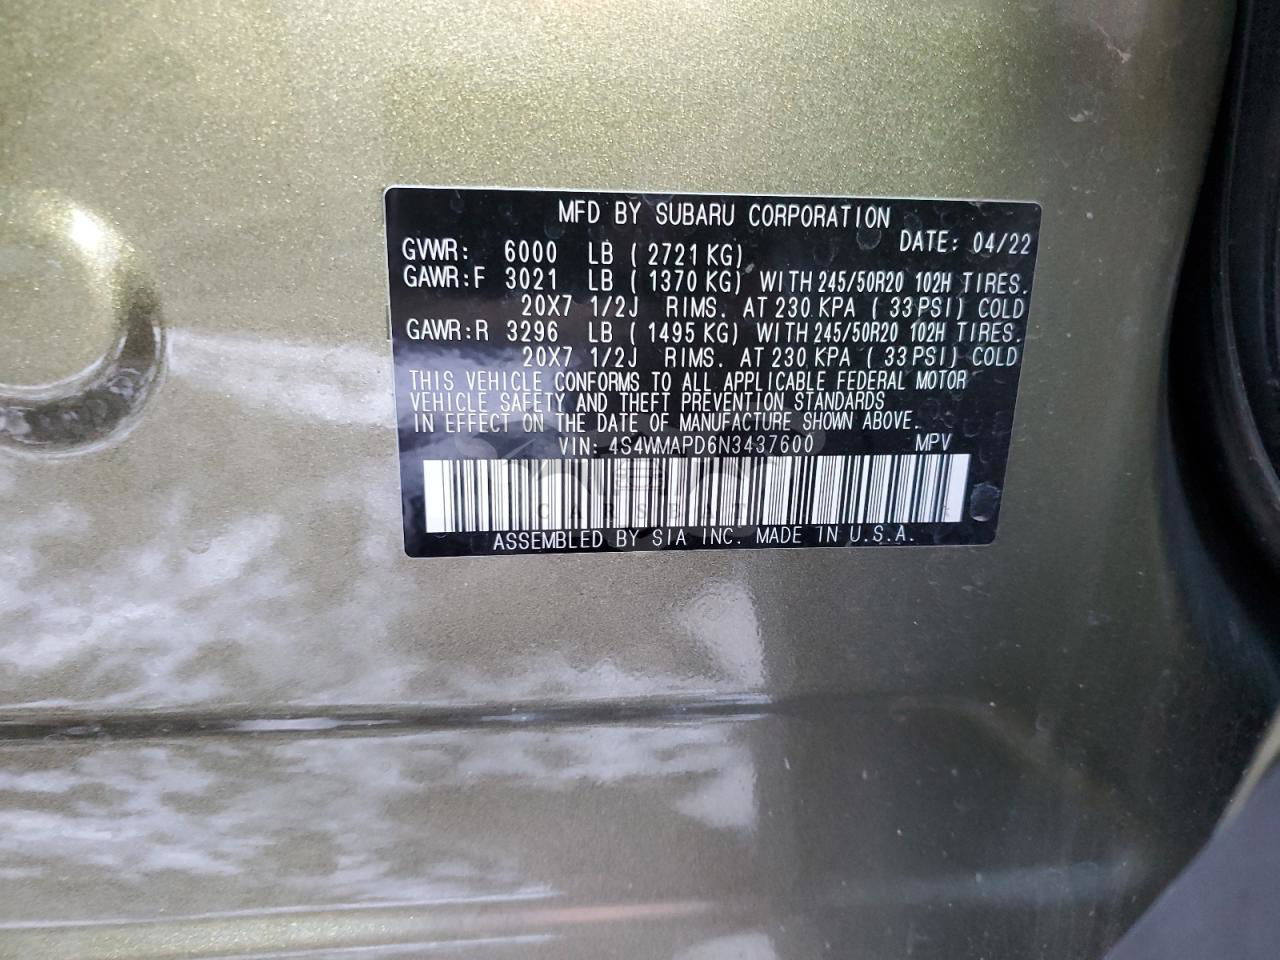 MFD BY SUBARU CORPORATION
DATE: 04/22
GVWR: 6000 LB ( 2721 KG)
GAWR:F 3021 LB ( 1370 KG) WITH 245/50R20 102H TIRES.
20X7 1/2J RIMS. AT 230 KPA ( 33 PSI) COLD
GAWR:R 3296 LB ( 1495 KG) WITH 245/50R20 102H TIRES.
20X7 1/2J RIMS. AT 230 KPA ( 33 PSI) COLD
THIS VEHICLE CONFORMS TO ALL APPLICABLE FEDERAL MOTOR
VEHICLE SAFETY AND THEFT PREVENTION STANDARDS
IN EFFECT ON THE DATE OF MANUFACTURE SHOWN ABOVE.
VIN: 4S4WMAPD6N3437600 MPV
ASSEMBLED BY SIA INC. MADE IN U.S.A.